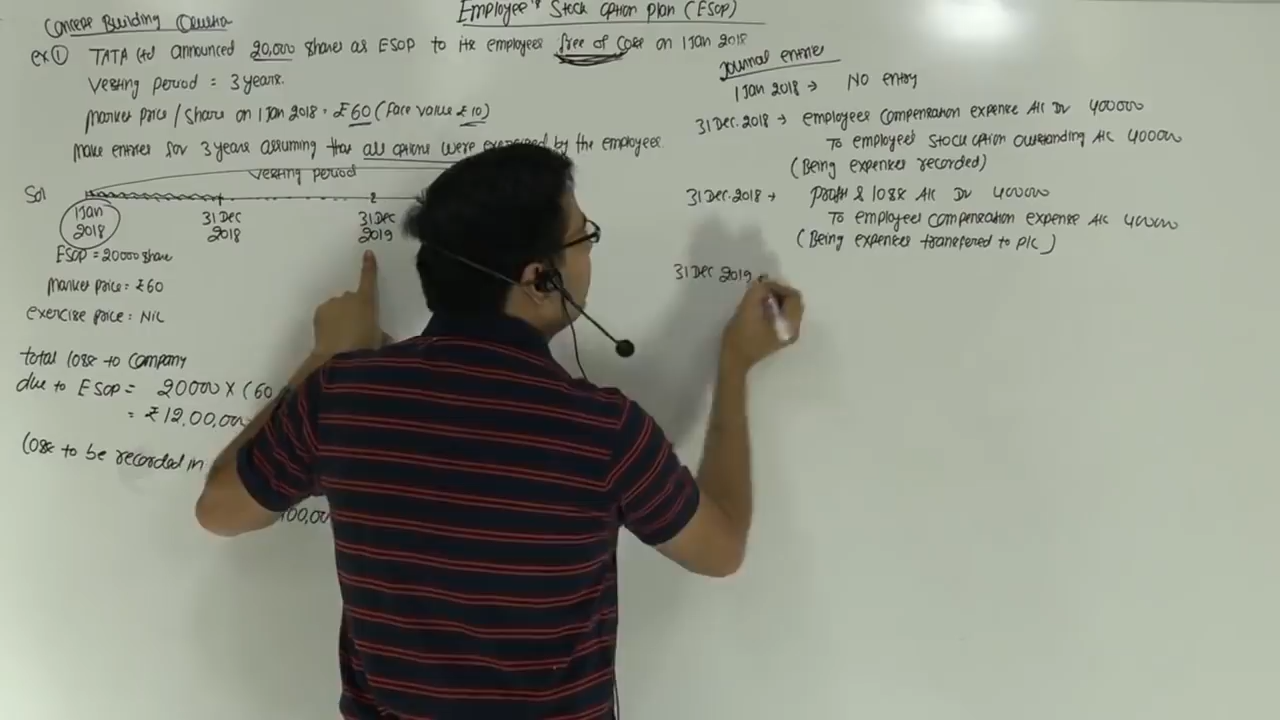 Employee's Stock option plan (ESOP)
Concept Building Question
ex ① TATA Ltd announced 20,000 shares as ESOP to its employees free of Cost on 1 Jan 2018
Vesting period = 3 years.
Market price / share on 1 Jan 2018 = ₹60 (Face value ₹10)
Make entries for 3 years assuming that all options were exercised by the employees.
Sol
Vesting period
1 Jan 2018
31 Dec 2018
2
31 Dec 2019
ESOP = 20000 share
Market price = ₹60
exercise price = NIL
total loss to Company
due to ESOP = 20000 X (60
= ₹12,00,000
Loss to be recorded in
00,00
Journal entries
1 Jan 2018 → NO entry
31 Dec. 2018 → employees compensation expense A/c Dr 400000
To employees stock option outstanding A/c 400000
(Being expenses recorded)
31 Dec. 2018 → Profit & loss A/c Dr 400000
To employees compensation expense A/c 400000
(Being expenses transfered to P/L)
31 Dec 2019